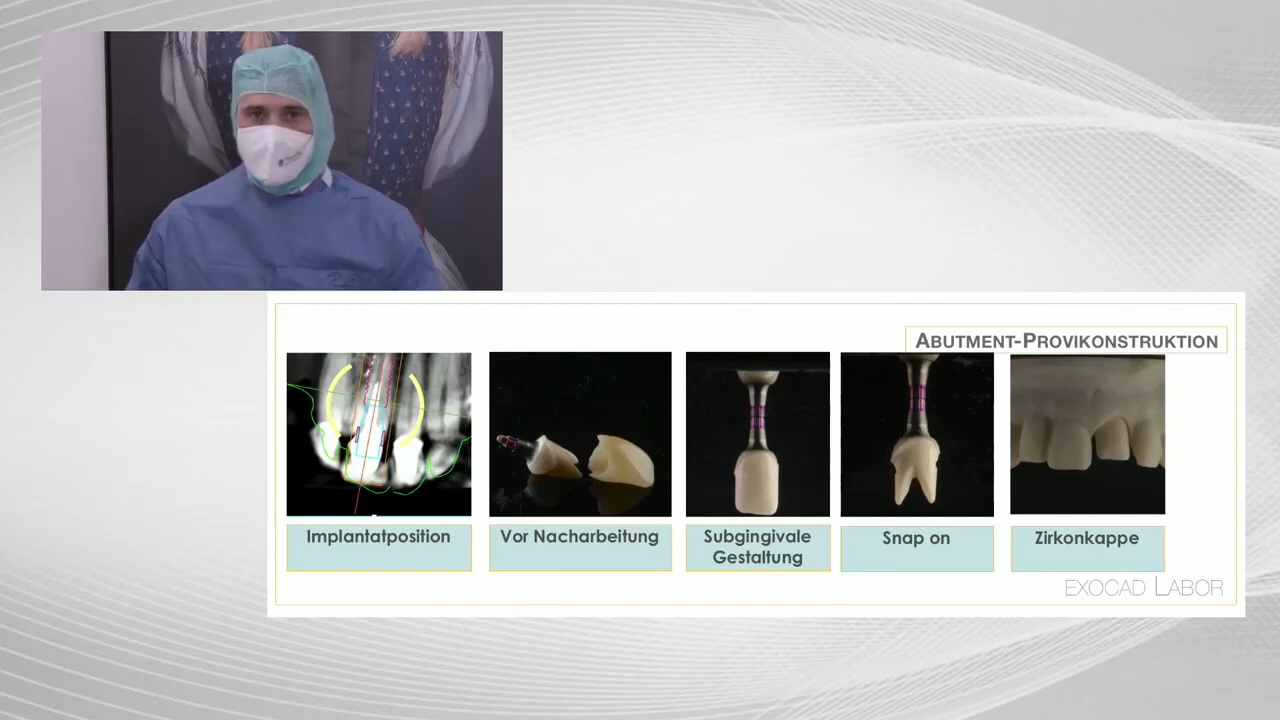 ABUTMENT-PROVIKONSTRUKTION
Implantatposition
Vor Nacharbeitung
Subgingivale
Gestaltung
Snap on
Zirkonkappe
EXOCAD LABOR